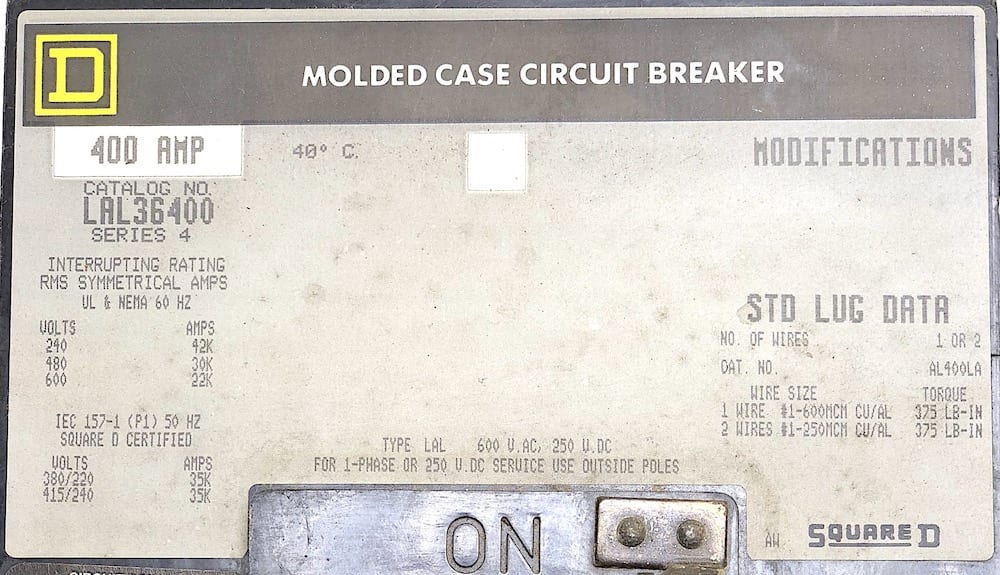 D
MOLDED CASE CIRCUIT BREAKER
400 AMP
40° C.
MODIFICATIONS
CATALOG NO.
LAL36400
SERIES 4
INTERRUPTING RATING
RMS SYMMETRICAL AMPS
UL & NEMA 60 HZ
VOLTS AMPS
240 42K
480 30K
600 22K
IEC 157-1 (P1) 50 HZ
SQUARE D CERTIFIED
VOLTS AMPS
380/220 35K
415/240 35K
TYPE LAL 600 V.AC, 250 V.DC
FOR 1-PHASE OR 250 V.DC SERVICE USE OUTSIDE POLES
STD LUG DATA
NO. OF WIRES 1 OR 2
CAT. NO. AL400LA
WIRE SIZE TORQUE
1 WIRE #1-600MCM CU/AL 375 LB-IN
2 WIRES #1-250MCM CU/AL 375 LB-IN
AW SQUARE D
ON